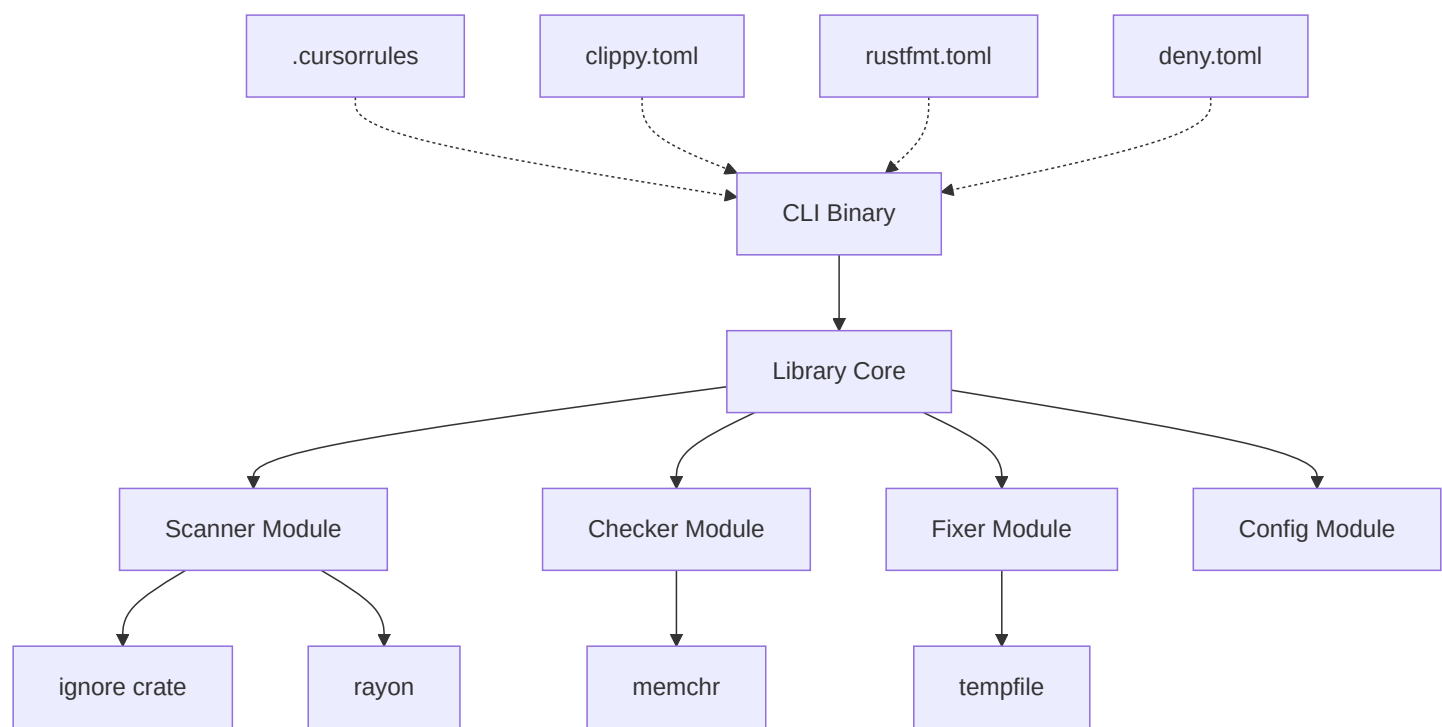 .cursorrules
clippy.toml
rustfmt.toml
deny.toml
CLI Binary
Library Core
Scanner Module
Checker Module
Fixer Module
Config Module
ignore crate
rayon
memchr
tempfile